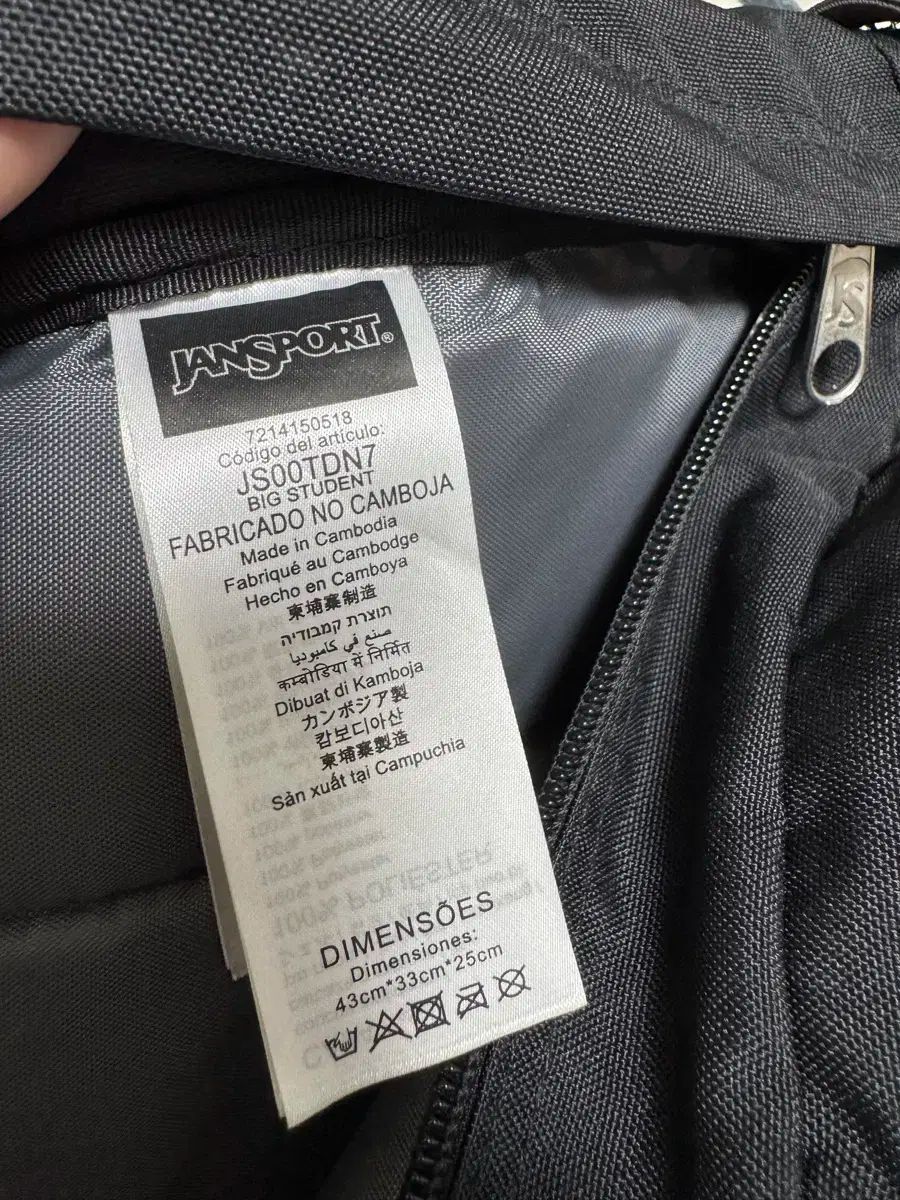 JANSPORT®
7214150518
Código del artículo:
JS00TDN7
BIG STUDENT
FABRICADO NO CAMBOJA
Made in Cambodia
Fabriqué au Cambodge
Hecho en Camboya
柬埔寨制造
תוצרת קמבודיה
صنع في كامبوديا
कम्बोडिया में निर्मित
Dibuat di Kamboja
カンボジア製
캄보디아산
柬埔寨製造
Sản xuất tại Campuchia
100% POLIÉSTER
DIMENSÕES
Dimensiones:
43cm*33cm*25cm